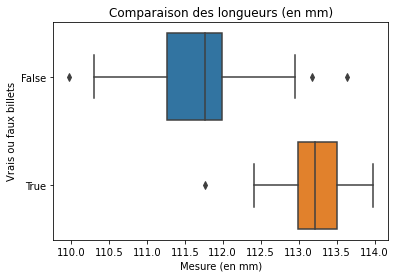 Comparaison des longueurs (en mm)
Vrais ou faux billets
False
True
110.0 110.5 111.0 111.5 112.0 112.5 113.0 113.5 114.0
Mesure (en mm)